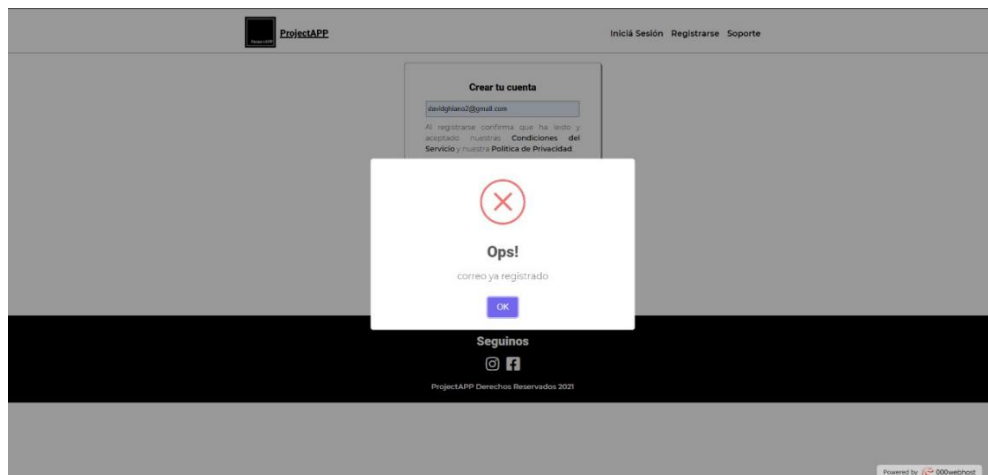 ProjectAPP
Iniciá Sesión Registrarse Soporte
Crear tu cuenta
davidghiano2@gmail.com
Al registrarse confirma que ha leido y
aceptado nuestras Condiciones del
Servicio y nuestra Política de Privacidad
Ops!
correo ya registrado
OK
Seguinos
ProjectAPP Derechos Reservados 2021
Powered by 000webhost